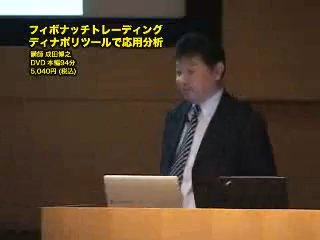 フィボナッチトレーディング
ディナポリツールで応用分析
講師 成田博之
DVD 本編94分
5,040円 (税込)